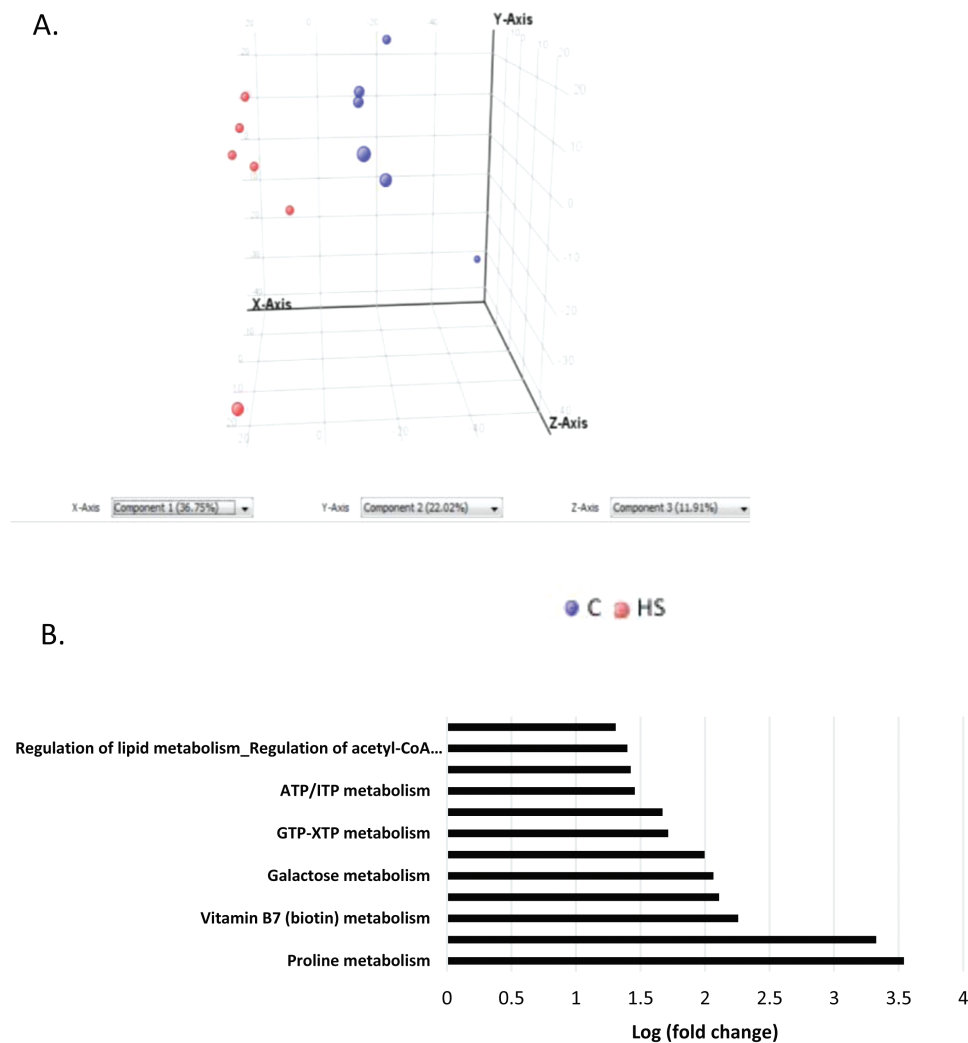 A.
Y-Axis
X-Axis
Z-Axis
X-Axis Component 1 (36.75%) Y-Axis Component 2 (22.02%) Z-Axis Component 3 (11.91%)
C HS
B.
Regulation of lipid metabolism_Regulation of acetyl-CoA...
ATP/ITP metabolism
GTP-XTP metabolism
Galactose metabolism
Vitamin B7 (biotin) metabolism
Proline metabolism
0 0.5 1 1.5 2 2.5 3 3.5 4
Log (fold change)